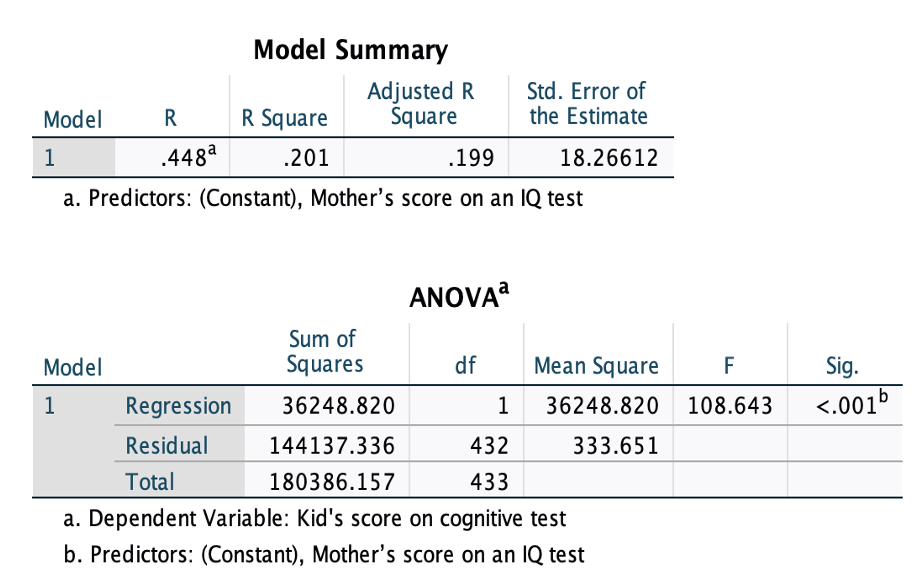 Model Summary
Model R R Square Adjusted R Square Std. Error of the Estimate
1 .448a .201 .199 18.26612
a. Predictors: (Constant), Mother’s score on an IQ test
ANOVAa
Model Sum of Squares df Mean Square F Sig.
1 Regression 36248.820 1 36248.820 108.643 <.001b
Residual 144137.336 432 333.651
Total 180386.157 433
a. Dependent Variable: Kid's score on cognitive test
b. Predictors: (Constant), Mother’s score on an IQ test